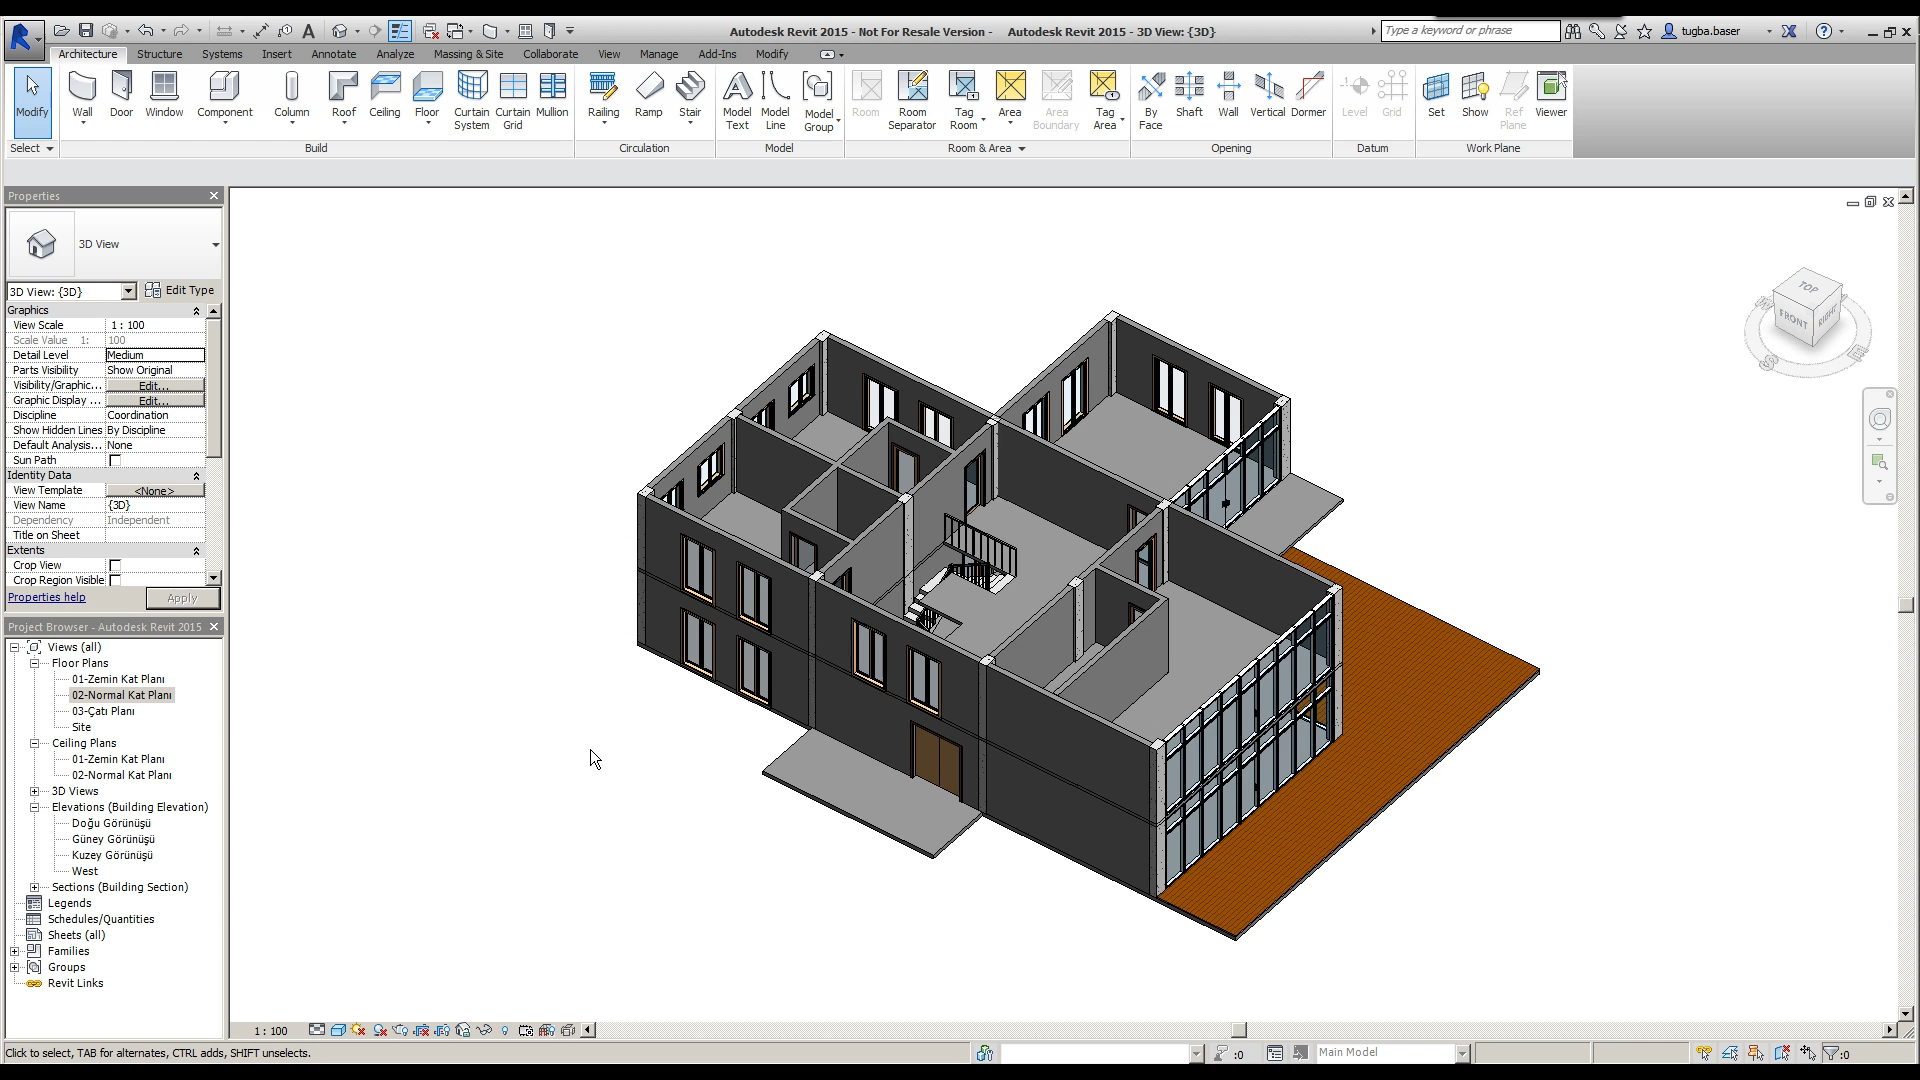 Autodesk Revit 2015 - Not For Resale Version - Autodesk Revit 2015 - 3D View: {3D}
Type a keyword or phrase
tugba.baser
Architecture Structure Systems Insert Annotate Analyze Massing & Site Collaborate View Manage Add-Ins Modify
Modify Wall Door Window Component Column Roof Ceiling Floor Curtain System Curtain Grid Mullion Railing Ramp Stair Model Text Model Line Model Group Room Room Separator Tag Room Area Area Boundary Tag Area By Face Shaft Wall Vertical Dormer Level Grid Set Show Ref Plane Viewer
Select Build Circulation Model Room & Area Opening Datum Work Plane
Properties
3D View
3D View: {3D} Edit Type
Graphics
View Scale 1 : 100
Scale Value 1: 100
Detail Level Medium
Parts Visibility Show Original
Visibility/Graphic... Edit...
Graphic Display ... Edit...
Discipline Coordination
Show Hidden Lines By Discipline
Default Analysis... None
Sun Path
Identity Data
View Template <None>
View Name {3D}
Dependency Independent
Title on Sheet
Extents
Crop View
Crop Region Visible
Properties help Apply
Project Browser - Autodesk Revit 2015
Views (all)
Floor Plans
01-Zemin Kat Planı
02-Normal Kat Planı
03-Çatı Planı
Site
Ceiling Plans
01-Zemin Kat Planı
02-Normal Kat Planı
3D Views
Elevations (Building Elevation)
Doğu Görünüşü
Güney Görünüşü
Kuzey Görünüşü
West
Sections (Building Section)
Legends
Schedules/Quantities
Sheets (all)
Families
Groups
Revit Links
TOP
FRONT
RIGHT
W
S
E
1 : 100
Click to select, TAB for alternates, CTRL adds, SHIFT unselects.
:0
Main Model
:0